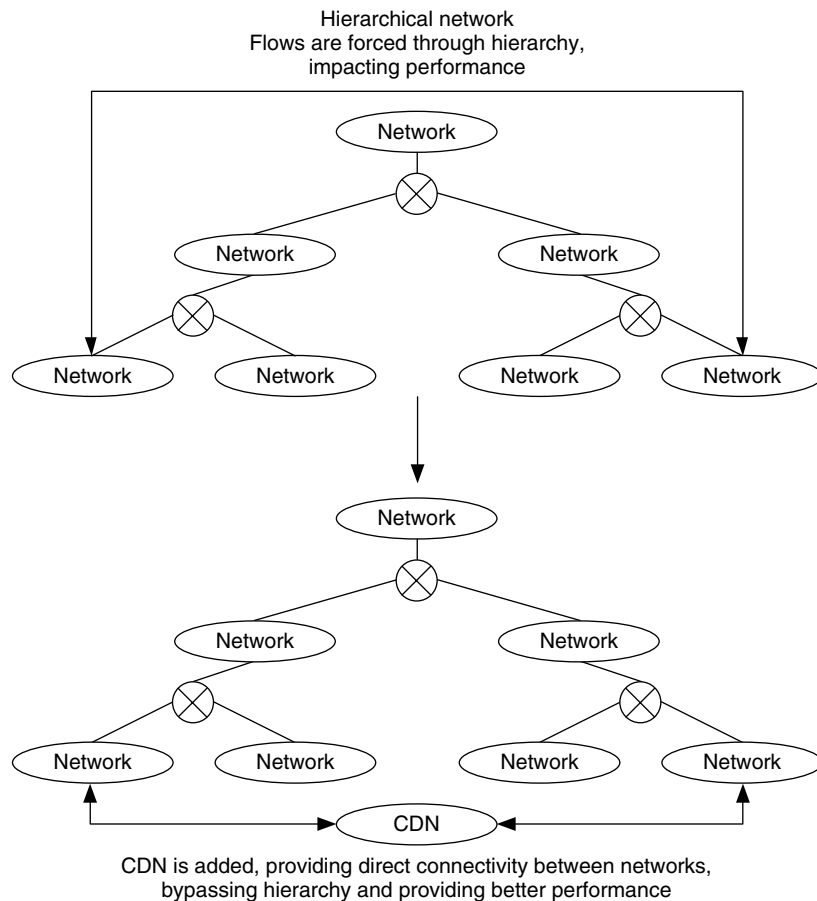 Hierarchical network
Flows are forced through hierarchy,
impacting performance
Network
Network
Network
Network
Network
Network
Network
Network
Network
Network
Network
Network
Network
Network
CDN
CDN is added, providing direct connectivity between networks,
bypassing hierarchy and providing better performance